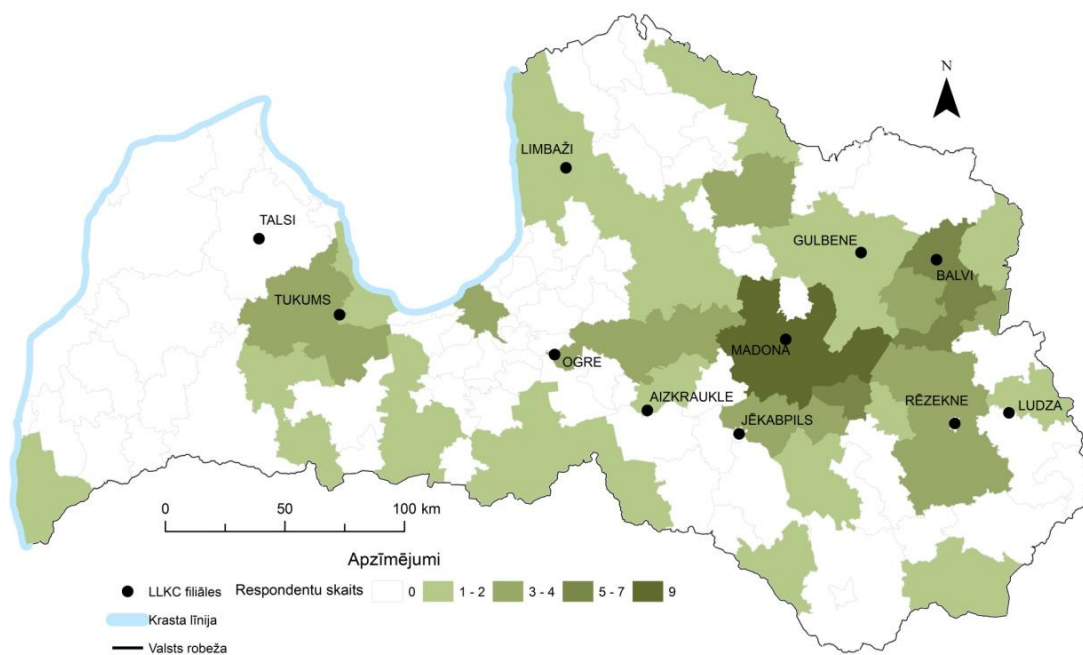 N
LIMBAŽI
TALSI
GULBENE
BALVI
TUKUMS
MADONA
OGRE
AIZKRAUKLE
RĒZEKNE
LUDZA
JĒKABPILS
0 50 100 km
Apzīmējumi
LLKC filiāles
Respondentu skaits 0 1 - 2 3 - 4 5 - 7 9
Krasta līnija
Valsts robeža